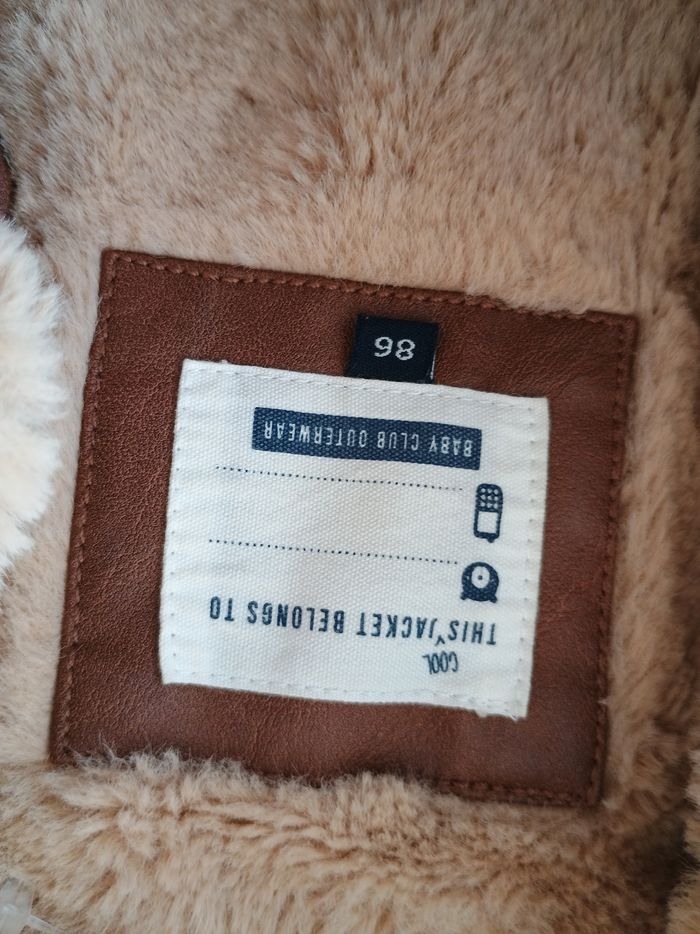 COOL
THIS JACKET BELONGS TO
BABY CLUB OUTERWEAR
86